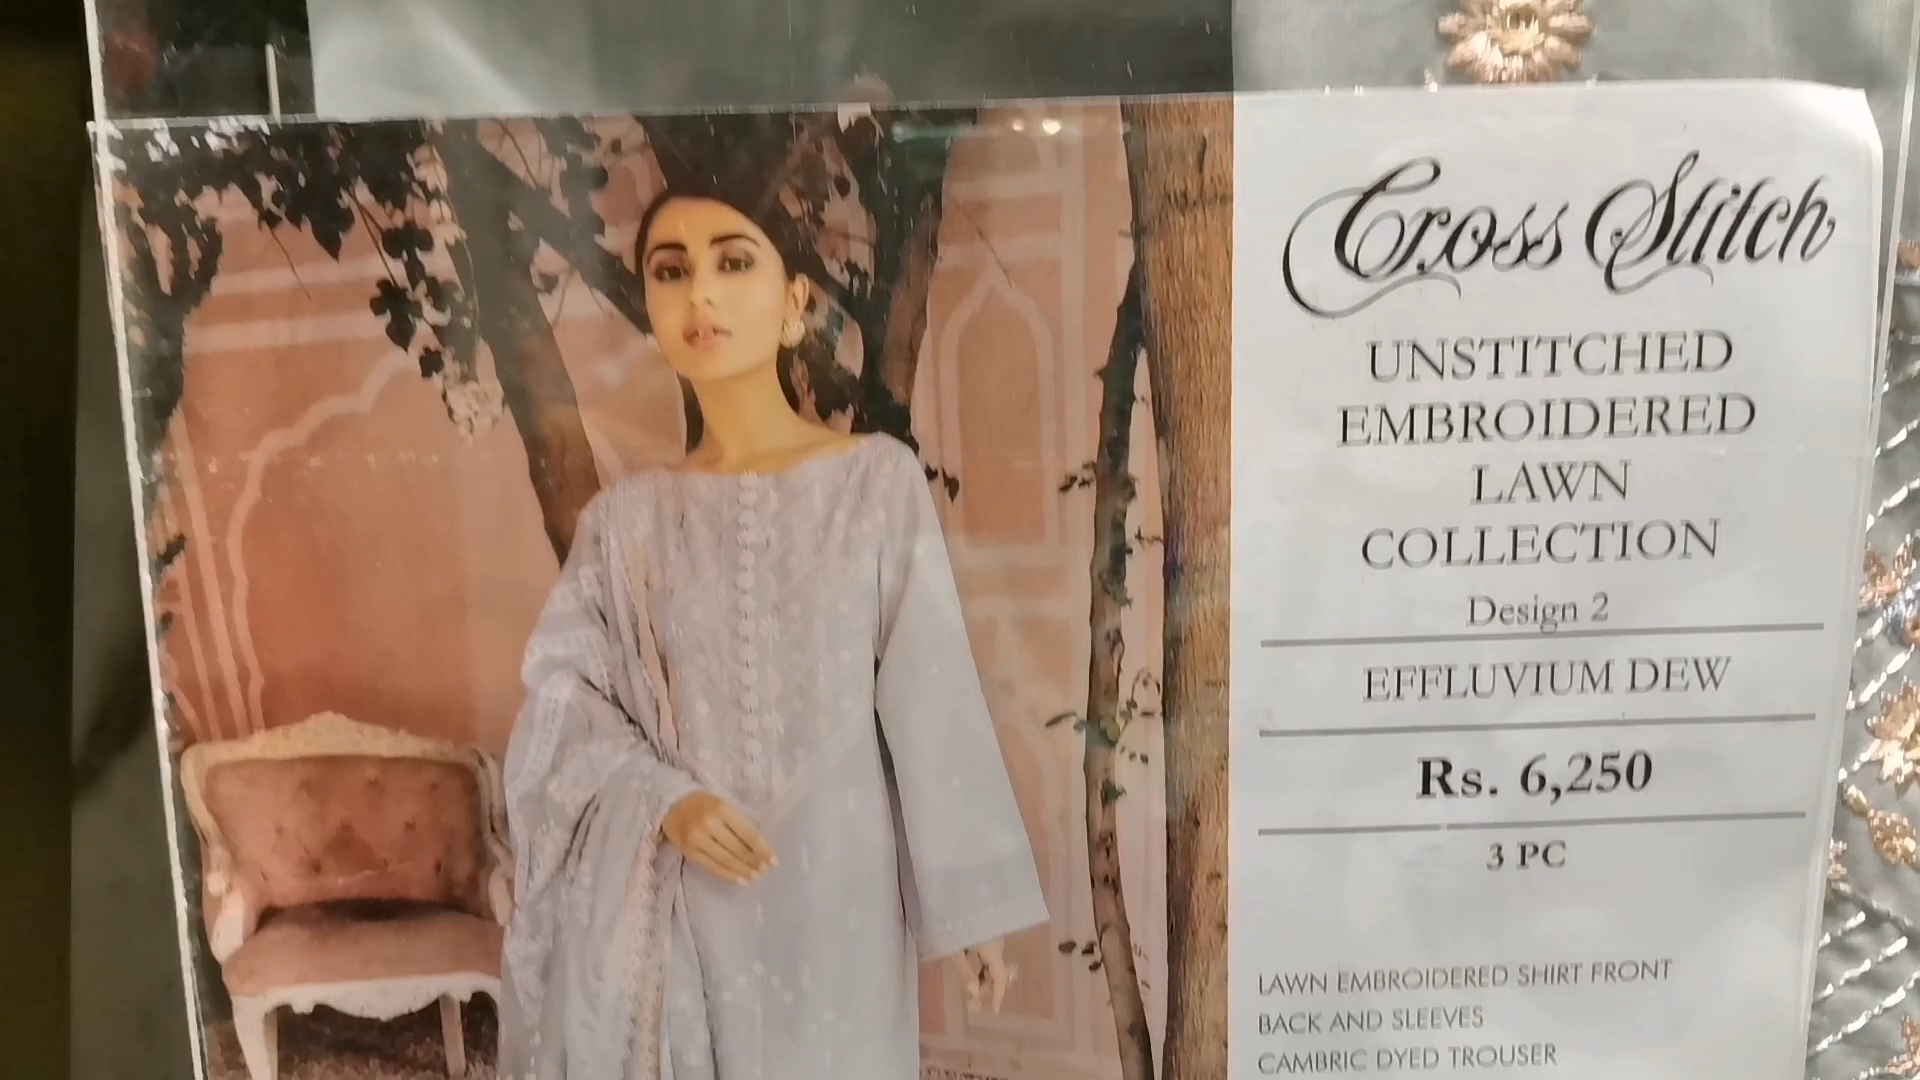 Cross Stitch
UNSTITCHED
EMBROIDERED
LAWN
COLLECTION
Design 2
EFFLUVIUM DEW
Rs. 6,250
3 PC
LAWN EMBROIDERED SHIRT FRONT
BACK AND SLEEVES
CAMBRIC DYED TROUSER